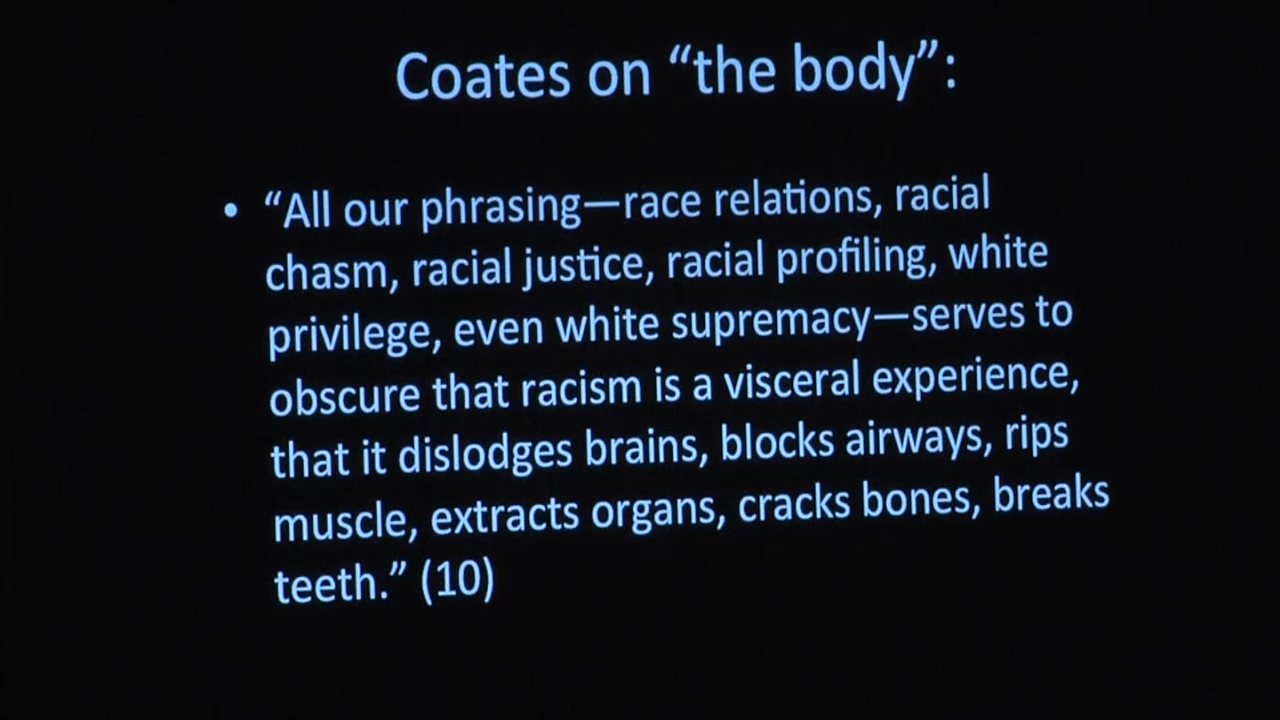 Coates on “the body”:
• “All our phrasing—race relations, racial
chasm, racial justice, racial profiling, white
privilege, even white supremacy—serves to
obscure that racism is a visceral experience,
that it dislodges brains, blocks airways, rips
muscle, extracts organs, cracks bones, breaks
teeth.” (10)